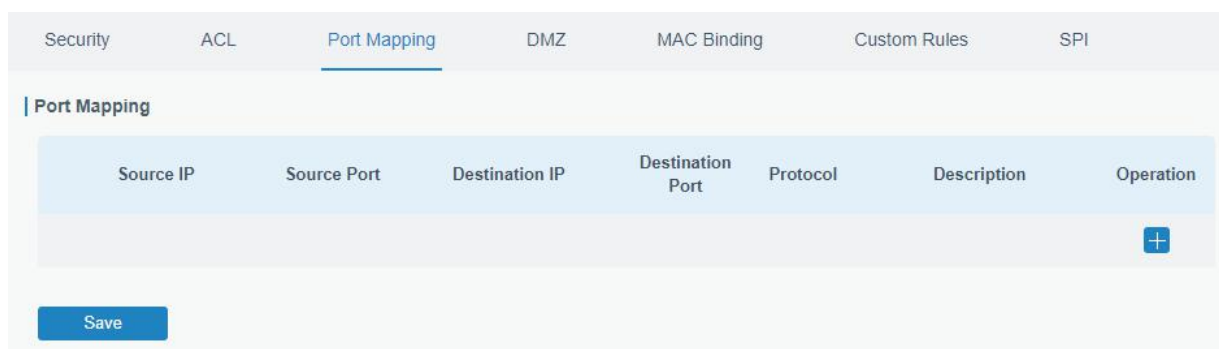 Security ACL Port Mapping DMZ MAC Binding Custom Rules SPI
Port Mapping
Source IP Source Port Destination IP Destination Port Protocol Description Operation
Save